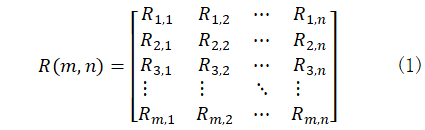 R(m, n) = [ R₁,₁ R₁,₂ ⋯ R₁,ₙ
R₂,₁ R₂,₂ ⋯ R₂,ₙ
R₃,₁ R₃,₂ ⋯ R₃,ₙ
⋮ ⋮ ⋱ ⋮
Rₘ,₁ Rₘ,₂ ⋯ Rₘ,ₙ ] (1)